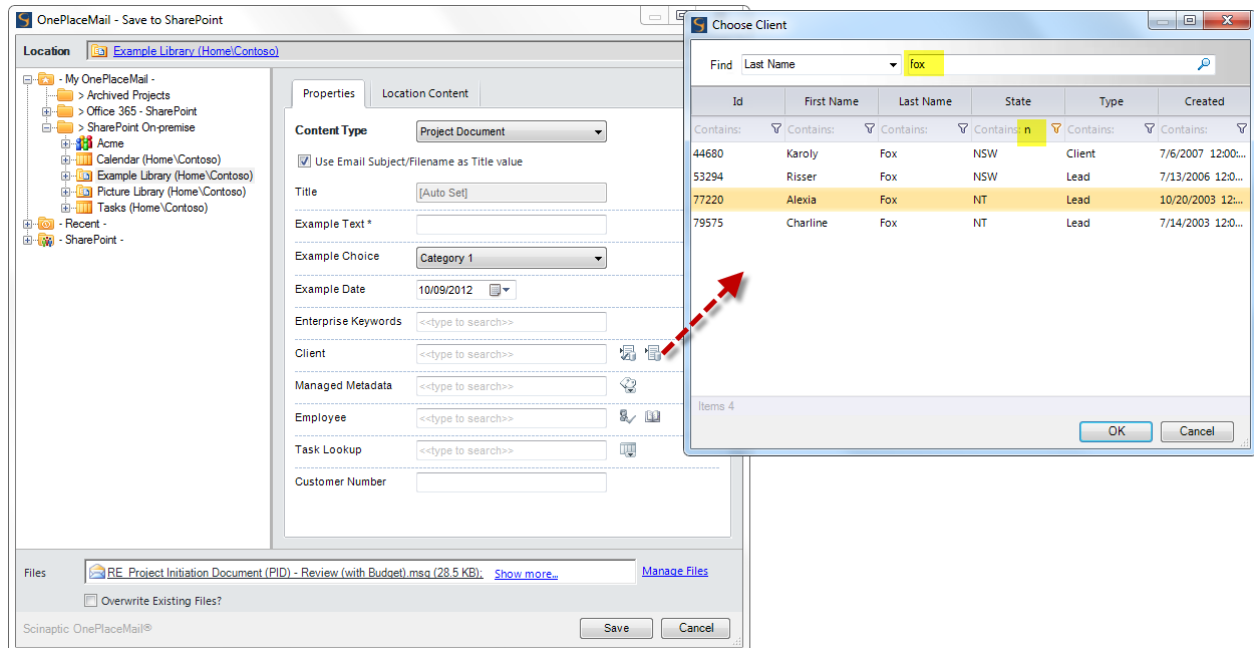 OnePlaceMail - Save to SharePoint
Location Example Library (Home\Contoso)
- My OnePlaceMail -
> Archived Projects
> Office 365 - SharePoint
> SharePoint On-premise
Acme
Calendar (Home\Contoso)
Example Library (Home\Contoso)
Picture Library (Home\Contoso)
Tasks (Home\Contoso)
- Recent -
- SharePoint -
Properties Location Content
Content Type Project Document
Use Email Subject/Filename as Title value
Title [Auto Set]
Example Text *
Example Choice Category 1
Example Date 10/09/2012
Enterprise Keywords <<type to search>>
Client <<type to search>>
Managed Metadata <<type to search>>
Employee <<type to search>>
Task Lookup <<type to search>>
Customer Number
Files RE_Project Initiation Document (PID) - Review (with Budget).msg (28.5 KB); Show more... Manage Files
Overwrite Existing Files?
Scinaptic OnePlaceMail® Save Cancel
Choose Client
Find Last Name fox
Id First Name Last Name State Type Created
Contains: Contains: Contains: Contains: n Contains: Contains:
44680 Karoly Fox NSW Client 7/6/2007 12:00:...
53294 Risser Fox NSW Lead 7/13/2006 12:0...
77220 Alexia Fox NT Lead 10/20/2003 12:...
79575 Charline Fox NT Lead 7/14/2003 12:0...
Items 4
OK Cancel